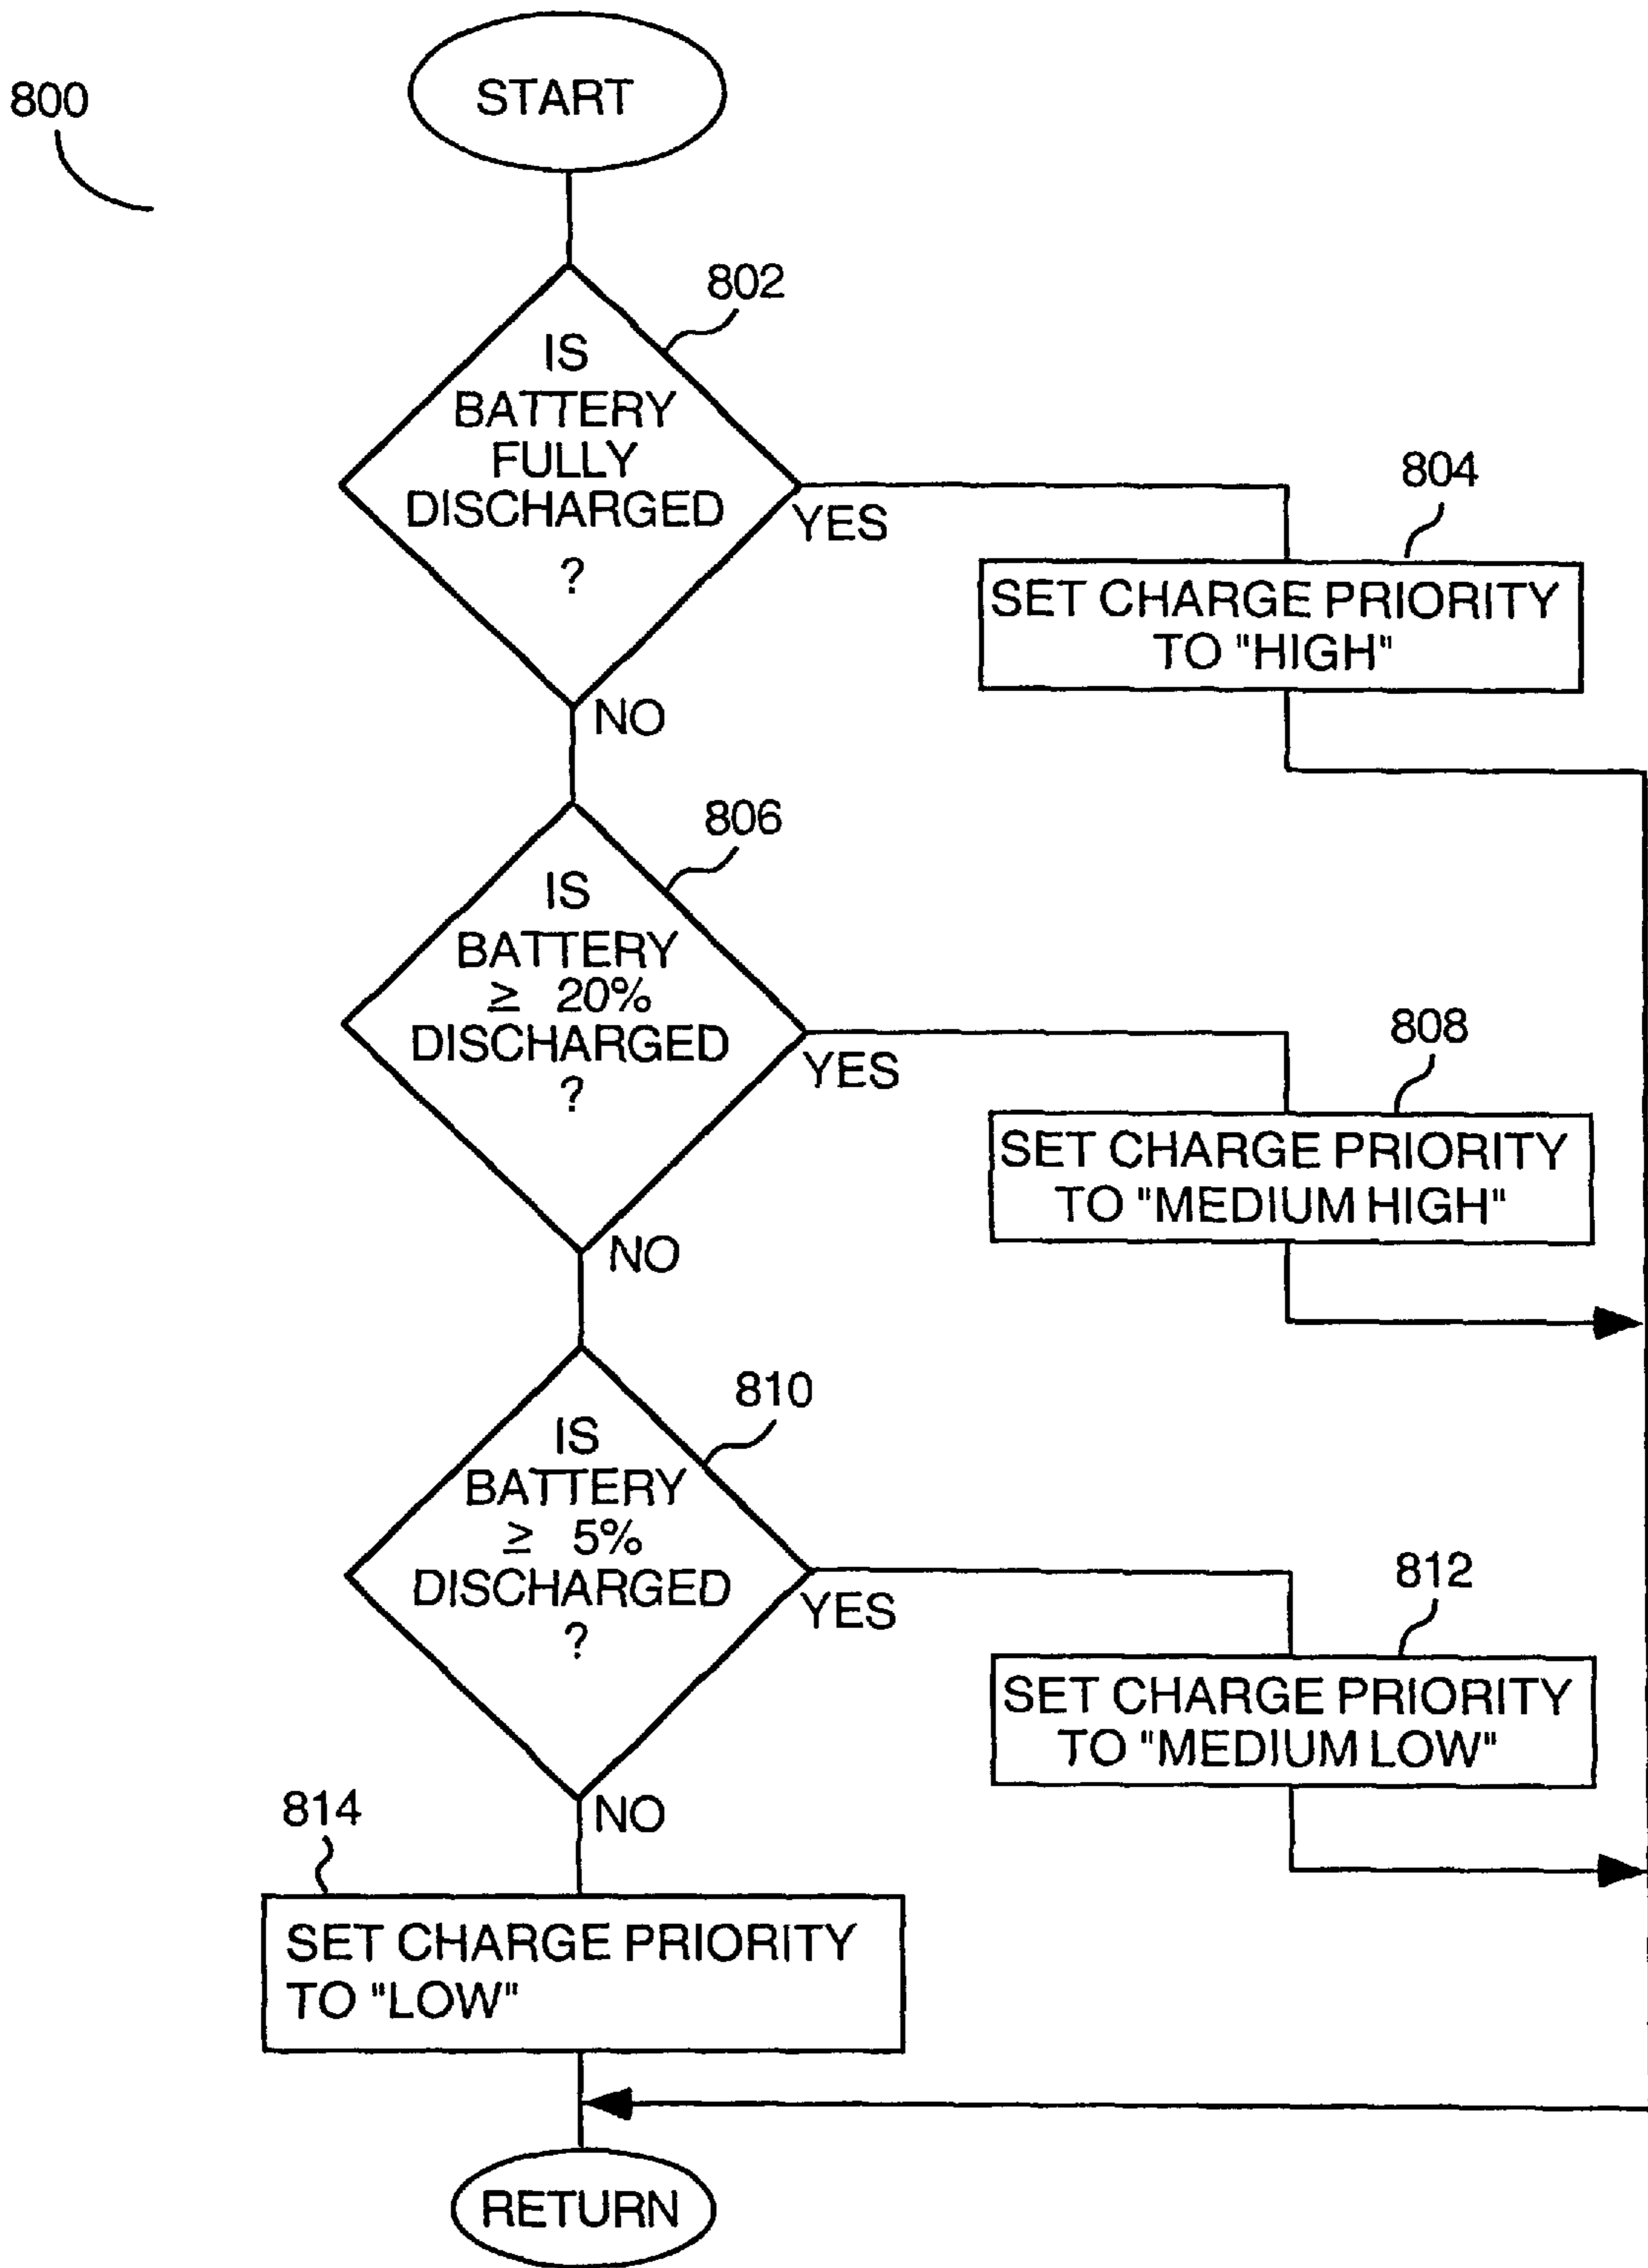 800
START
802
IS
BATTERY
FULLY
DISCHARGED
?
YES
NO
804
SET CHARGE PRIORITY
TO "HIGH"
806
IS
BATTERY
≥ 20%
DISCHARGED
?
YES
NO
808
SET CHARGE PRIORITY
TO "MEDIUM HIGH"
810
IS
BATTERY
≥ 5%
DISCHARGED
?
YES
NO
812
SET CHARGE PRIORITY
TO "MEDIUM LOW"
814
SET CHARGE PRIORITY
TO "LOW"
RETURN